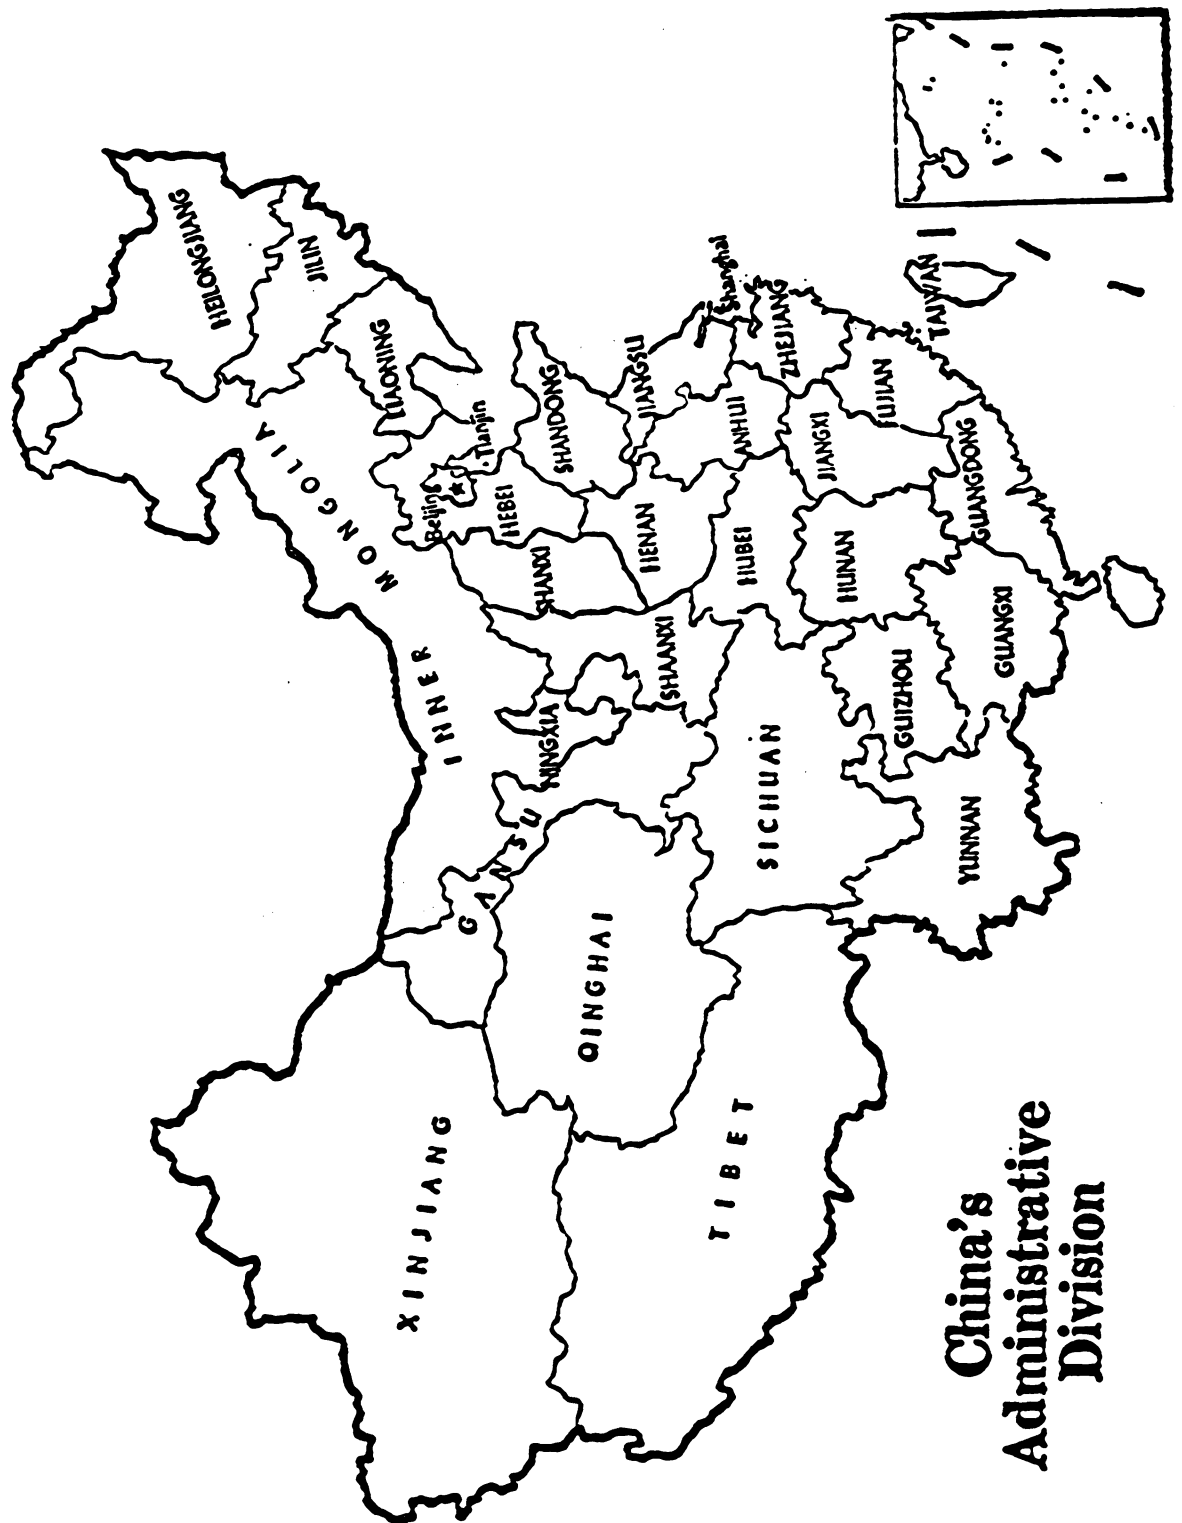 HEILONGJIANG
JILIN
LIAONING
INNER MONGOLIA
Beijing
Tianjin
HEBEI
SHANDONG
SHANXI
JIANGSU
Shanghai
HENAN
ANHUI
ZHEJIANG
SHAANXI
NINGXIA
GANSU
QINGHAI
XINJIANG
TIBET
SICHUAN
HUBEI
HUNAN
JIANGXI
FUJIAN
TAIWAN
GUANGDONG
GUANGXI
GUIZHOU
YUNNAN
China's
Administrative
Division